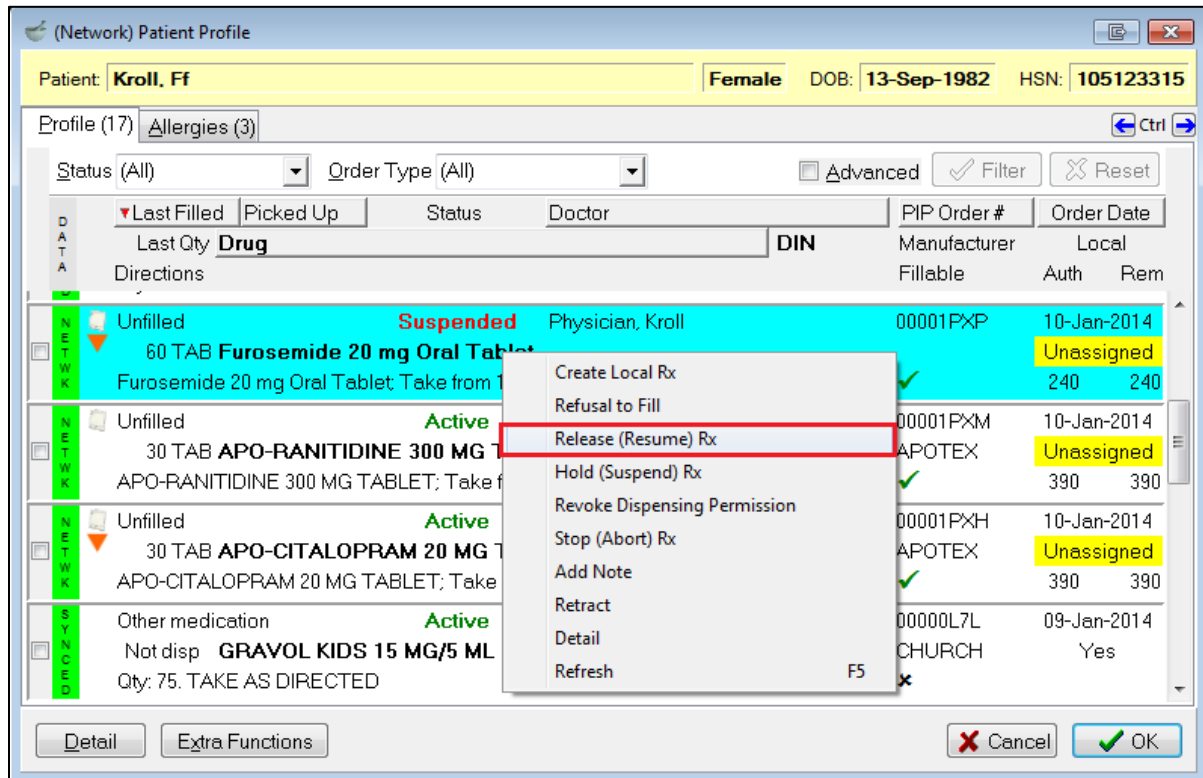 (Network) Patient Profile
Patient: Kroll, Ff Female DOB: 13-Sep-1982 HSN: 105123315
Profile (17) Allergies (3) Ctrl
Status (All) Order Type (All) Advanced Filter Reset
DATA
Last Filled Picked Up Status Doctor PIP Order # Order Date
Last Qty Drug DIN Manufacturer Local
Directions Fillable Auth Rem
NETWK
Unfilled Suspended Physician, Kroll 00001PXP 10-Jan-2014
60 TAB Furosemide 20 mg Oral Tablet Unassigned
Furosemide 20 mg Oral Tablet; Take from 240 240
NETWK
Unfilled Active 00001PXM 10-Jan-2014
30 TAB APO-RANITIDINE 300 MG APOTEX Unassigned
APO-RANITIDINE 300 MG TABLET; Take 390 390
NETWK
Unfilled Active 00001PXH 10-Jan-2014
30 TAB APO-CITALOPRAM 20 MG APOTEX Unassigned
APO-CITALOPRAM 20 MG TABLET; Take 390 390
SYNCED
Other medication Active 00000L7L 09-Jan-2014
Not disp GRAVOL KIDS 15 MG/5 ML CHURCH Yes
Qty: 75. TAKE AS DIRECTED
Create Local Rx
Refusal to Fill
Release (Resume) Rx
Hold (Suspend) Rx
Revoke Dispensing Permission
Stop (Abort) Rx
Add Note
Retract
Detail
Refresh F5
Detail Extra Functions Cancel OK